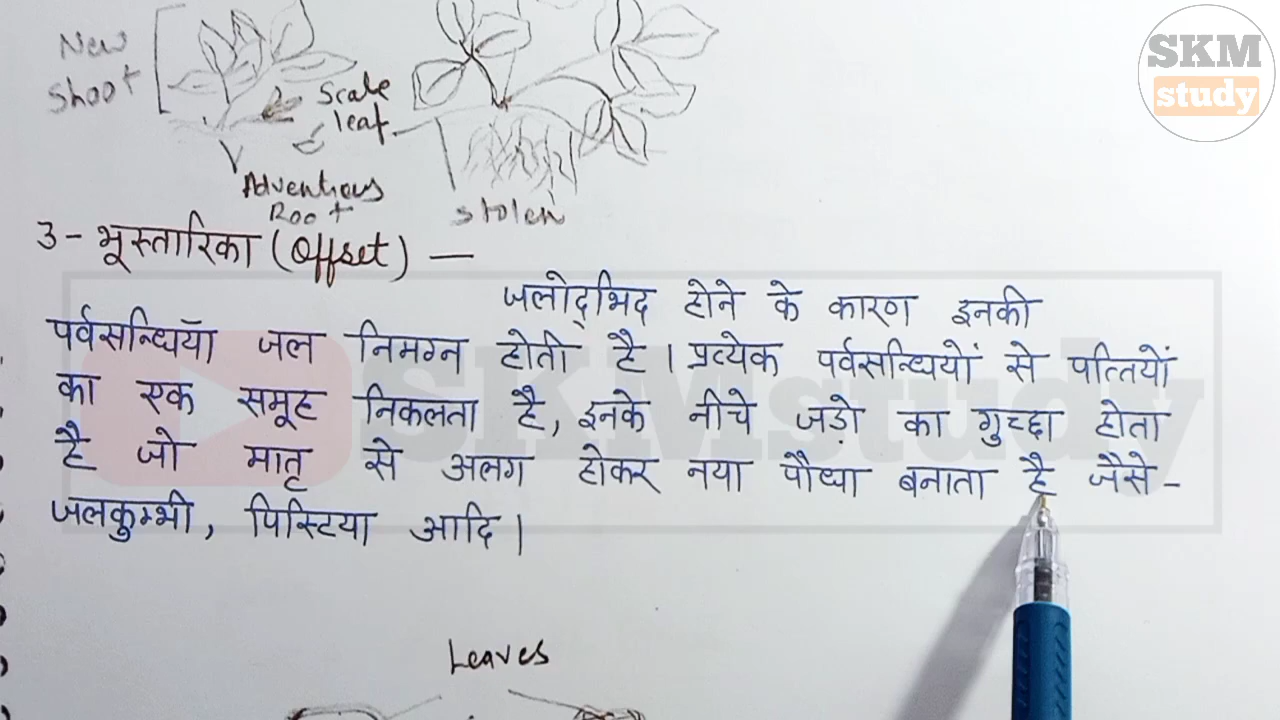 SKM
study
New
Shoot
Scale
leaf
Adventious
Root
Stolen
3- भूस्तारिका (Offset) —
जलोद्भिद होने के कारण इनकी
पर्वसन्धियाँ जल निमग्न होती है । प्रत्येक पर्वसन्धियों से पत्तियों
का एक समूह निकलता है, इनके नीचे जड़ो का गुच्छा होता
है जो मातृ से अलग होकर नया पौधा बनाता है जैसे-
जलकुम्भी, पिस्टिया आदि ।
SKMstudy
Leaves